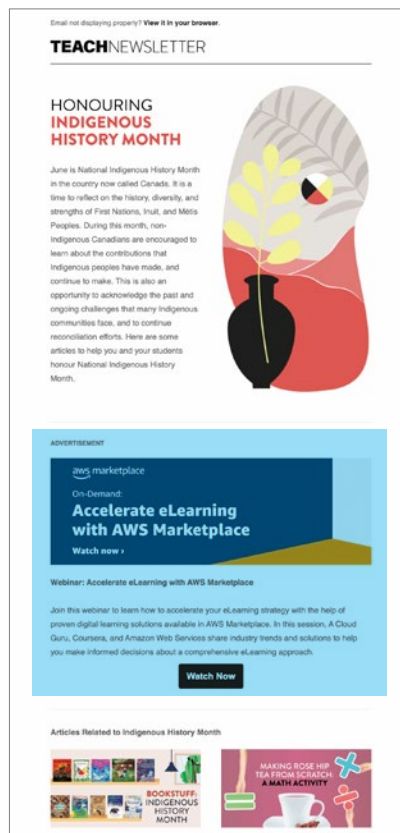 Email not displaying property? View it in your browser.
TEACHNEWSLETTER
HONOURING
INDIGENOUS
HISTORY MONTH
June is National Indigenous History Month
in the country now called Canada. It is a
time to reflect on the history, diversity, and
strengths of First Nations, Inuit, and Métis
Peoples. During this month, non-
Indigenous Canadians are encouraged to
learn about the contributions that
Indigenous peoples have made, and
continue to make. This is also an
opportunity to acknowledge the past and
ongoing challenges that many Indigenous
communities face, and to continue
reconciliation efforts. Here are some
articles to help you and your students
honour National Indigenous History
Month.
ADVERTISEMENT
aws marketplace
On-Demand:
Accelerate eLearning
with AWS Marketplace
Watch now ›
Webinar: Accelerate eLearning with AWS Marketplace
Join this webinar to learn how to accelerate your eLearning strategy with the help of
proven digital learning solutions available in AWS Marketplace. In this session, A Cloud
Guru, Coursera, and Amazon Web Services share industry trends and solutions to help
you make informed decisions about a comprehensive eLearning approach.
Watch Now
Articles Related to Indigenous History Month
BOOKSTUFF:
INDIGENOUS
HISTORY
MONTH
MAKING ROSE HIP
TEA FROM SCRATCH:
A MATH ACTIVITY